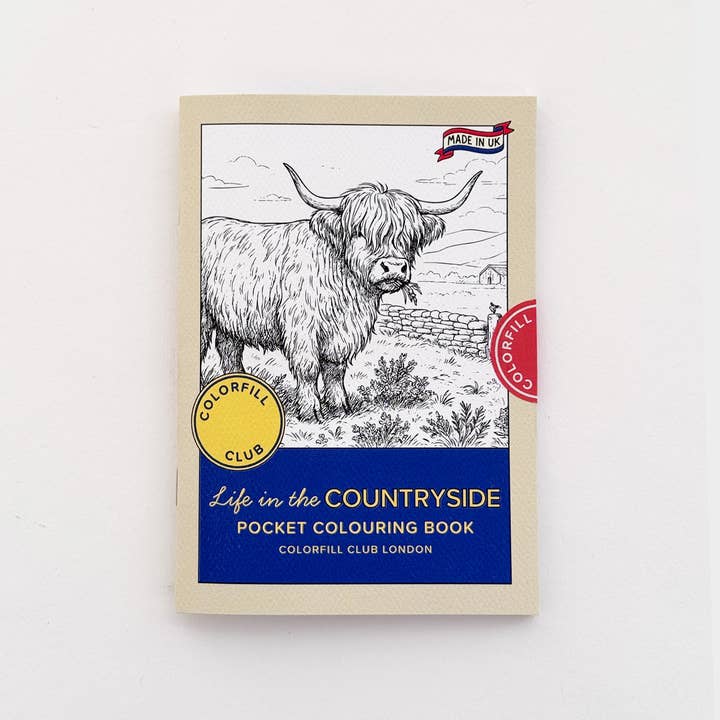 MADE IN UK
COLORFILL
COLORFILL
CLUB
Life in the COUNTRYSIDE
POCKET COLOURING BOOK
COLORFILL CLUB LONDON